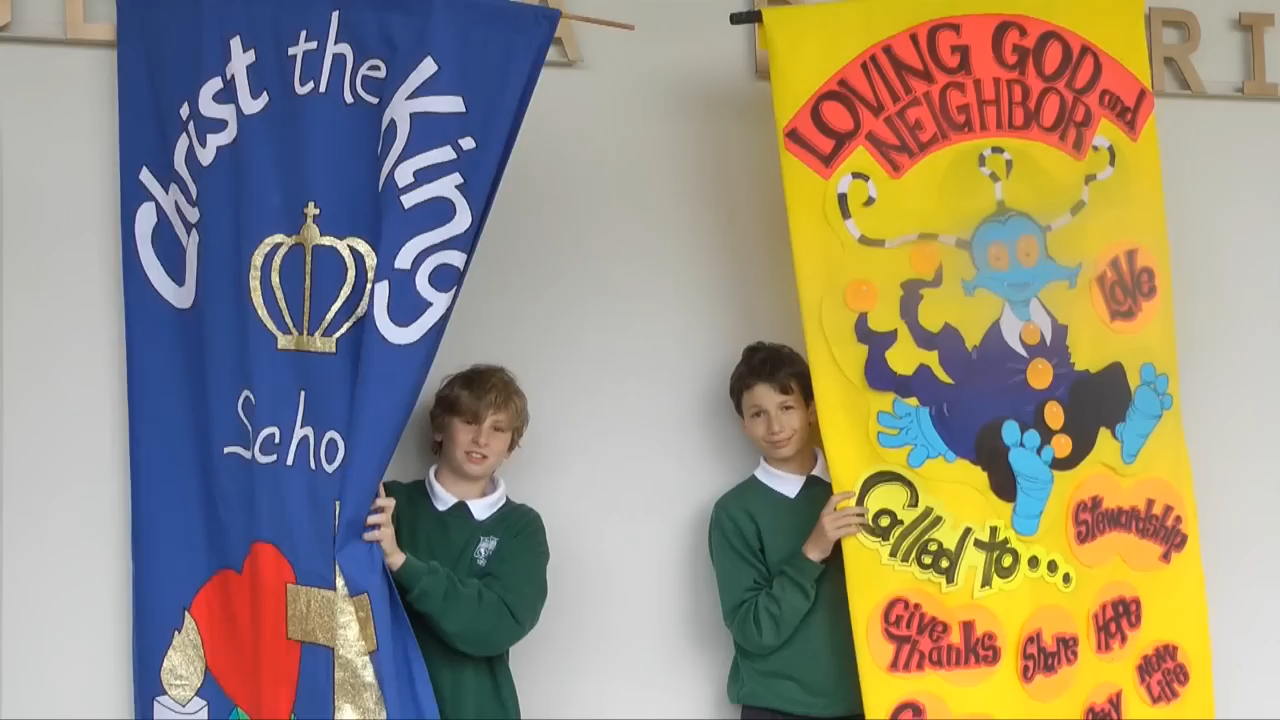 Christ the King
Scho
LOVING GOD and
NEIGHBOR
Love
Called to...
Stewardship
Give
Thanks
Share
Hope
New
Life
R I